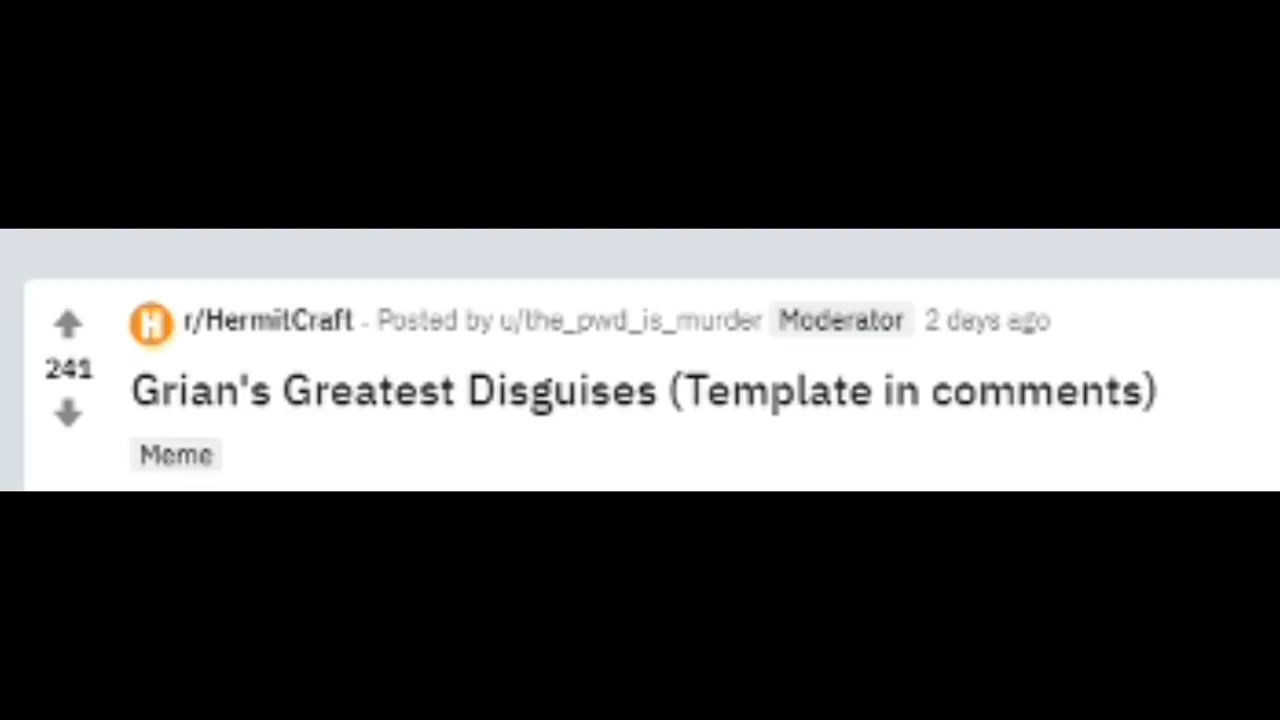 r/HermitCraft - Posted by u/the_pwd_is_murder Moderator 2 days ago
241
Grian's Greatest Disguises (Template in comments)
Meme